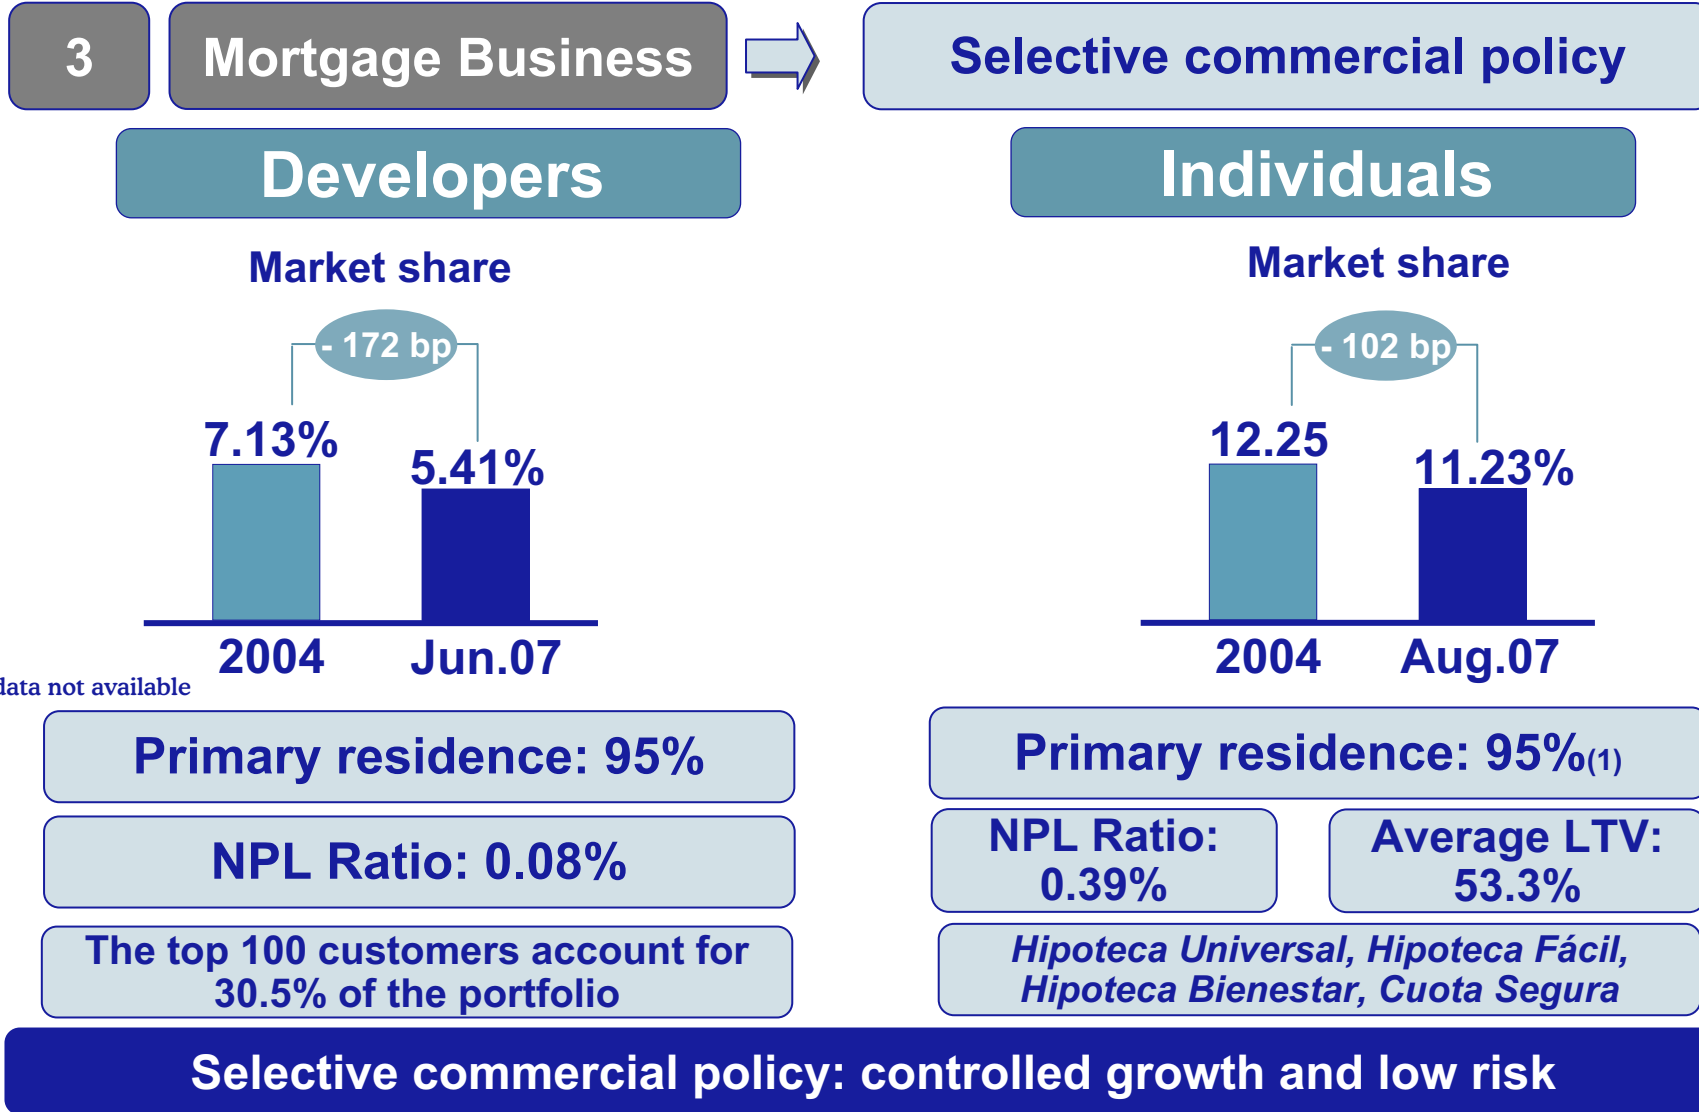 3
Mortgage Business
Selective commercial policy
Developers
Market share
- 172 bp
7.13%
5.41%
2004
Jun.07
data not available
Primary residence: 95%
NPL Ratio: 0.08%
The top 100 customers account for
30.5% of the portfolio
Individuals
Market share
- 102 bp
12.25
11.23%
2004
Aug.07
Primary residence: 95%(1)
NPL Ratio:
0.39%
Average LTV:
53.3%
Hipoteca Universal, Hipoteca Fácil,
Hipoteca Bienestar, Cuota Segura
Selective commercial policy: controlled growth and low risk